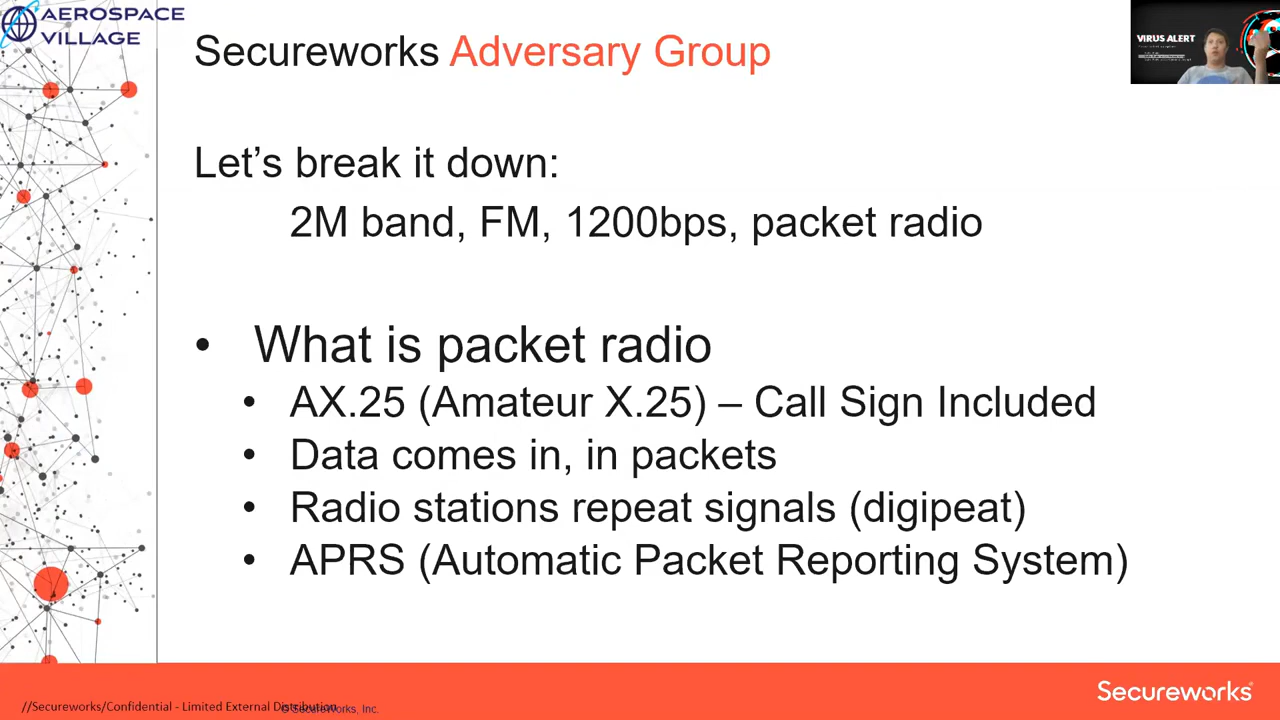 AEROSPACE
VILLAGE
Secureworks Adversary Group
VIRUS ALERT
Let's break it down:
2M band, FM, 1200bps, packet radio
• What is packet radio
• AX.25 (Amateur X.25) – Call Sign Included
• Data comes in, in packets
• Radio stations repeat signals (digipeat)
• APRS (Automatic Packet Reporting System)
Secureworks
//Secureworks/Confidential - Limited External Distribution
© SecureWorks, Inc.